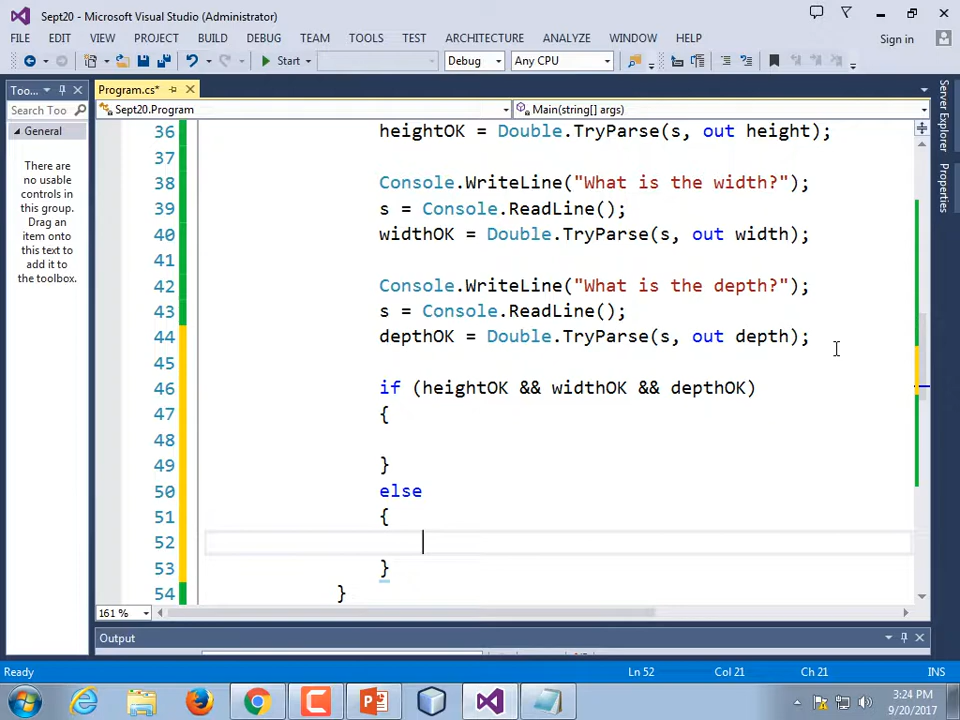 Sept20 - Microsoft Visual Studio (Administrator)
FILE EDIT VIEW PROJECT BUILD DEBUG TEAM TOOLS TEST ARCHITECTURE ANALYZE WINDOW HELP Sign in
Start Debug Any CPU
Too...
Search Too
General
There are
no usable
controls in
this group.
Drag an
item onto
this text to
add it to
the toolbox.
Program.cs*
Sept20.Program Main(string[] args)
36 heightOK = Double.TryParse(s, out height);
37
38 Console.WriteLine("What is the width?");
39 s = Console.ReadLine();
40 widthOK = Double.TryParse(s, out width);
41
42 Console.WriteLine("What is the depth?");
43 s = Console.ReadLine();
44 depthOK = Double.TryParse(s, out depth);
45
46 if (heightOK && widthOK && depthOK)
47 {
48
49 }
50 else
51 {
52
53 }
54 }
161 %
Server Explorer
Properties
Output
Ready Ln 52 Col 21 Ch 21 INS
3:24 PM
9/20/2017